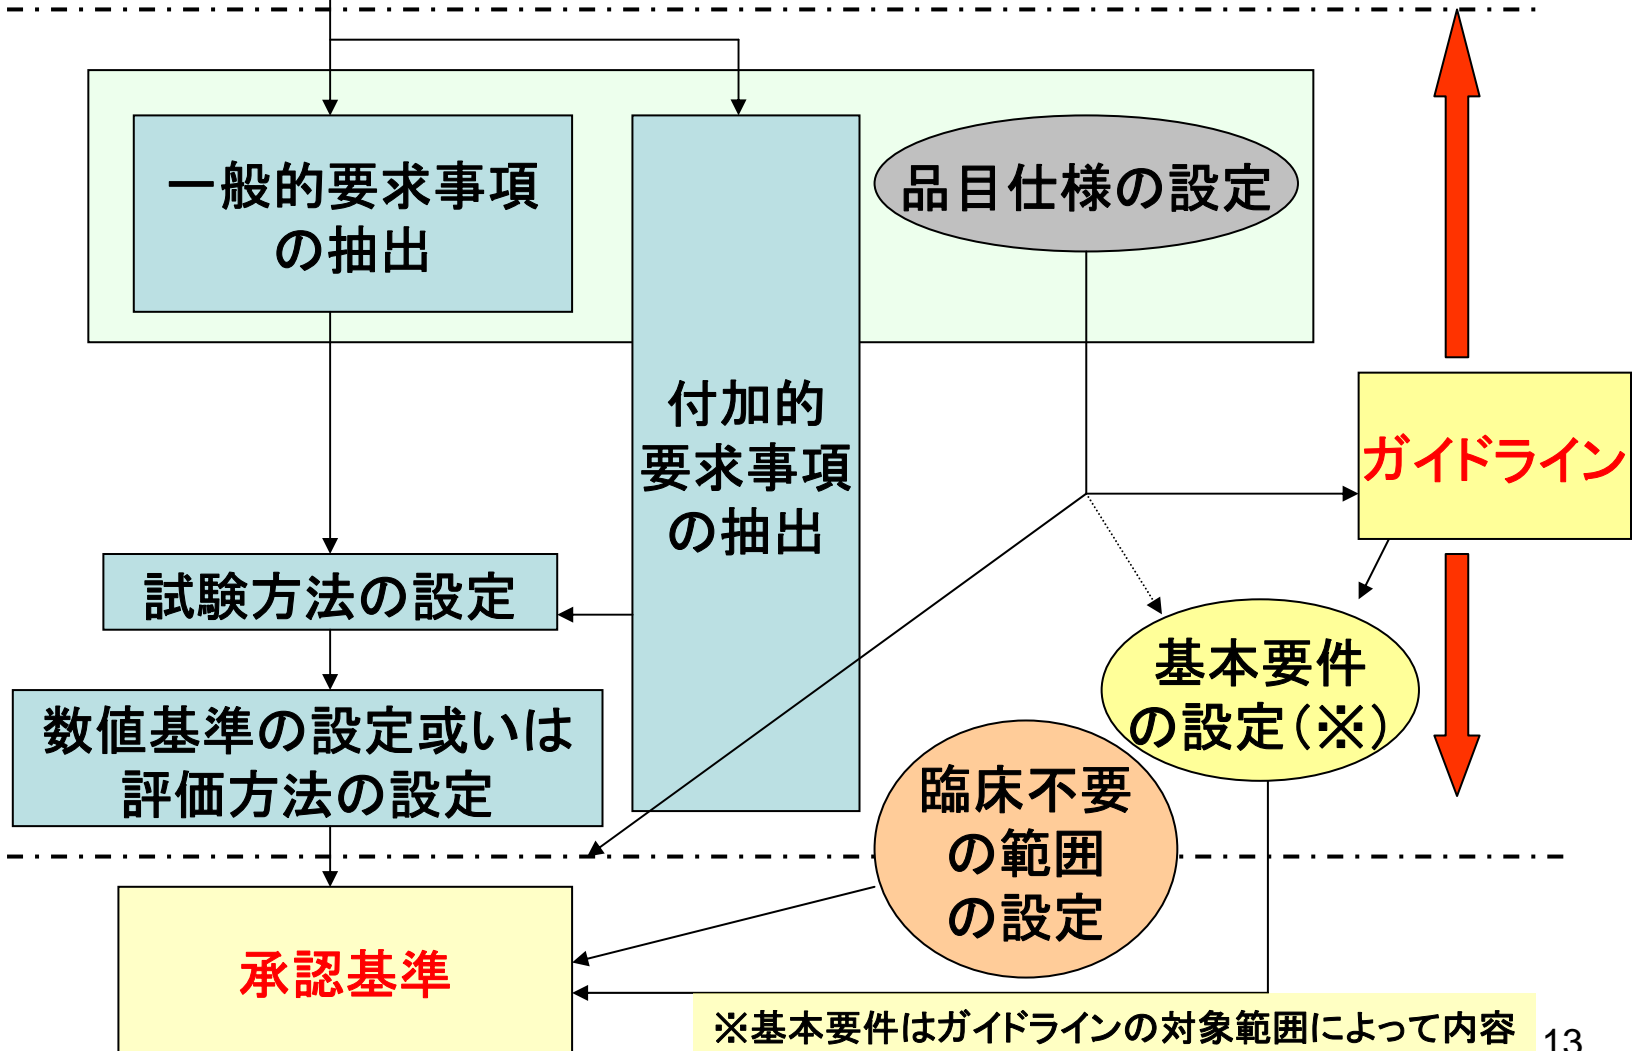 一般的要求事項
の抽出
品目仕様の設定
付加的
要求事項
の抽出
ガイドライン
試験方法の設定
基本要件
の設定(※)
数値基準の設定或いは
評価方法の設定
臨床不要
の範囲
の設定
承認基準
※基本要件はガイドラインの対象範囲によって内容
13